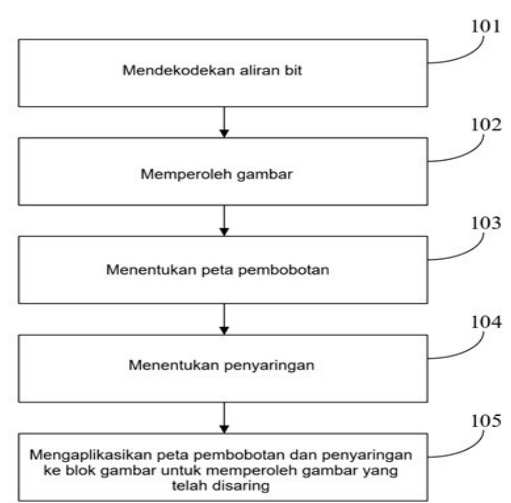 101
Mendekodekan aliran bit
102
Memperoleh gambar
103
Menentukan peta pembobotan
104
Menentukan penyaringan
105
Mengaplikasikan peta pembobotan dan penyaringan
ke blok gambar untuk memperoleh gambar yang
telah disaring